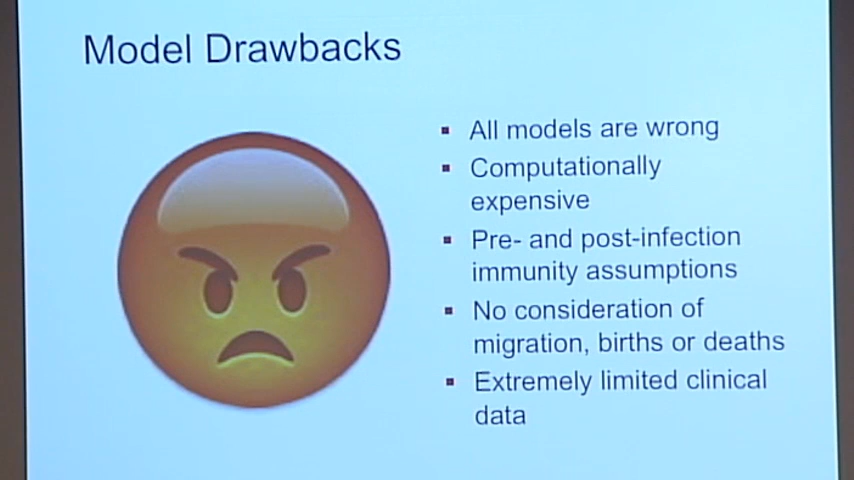 Model Drawbacks
▪ All models are wrong
▪ Computationally
expensive
▪ Pre- and post-infection
immunity assumptions
▪ No consideration of
migration, births or deaths
▪ Extremely limited clinical
data